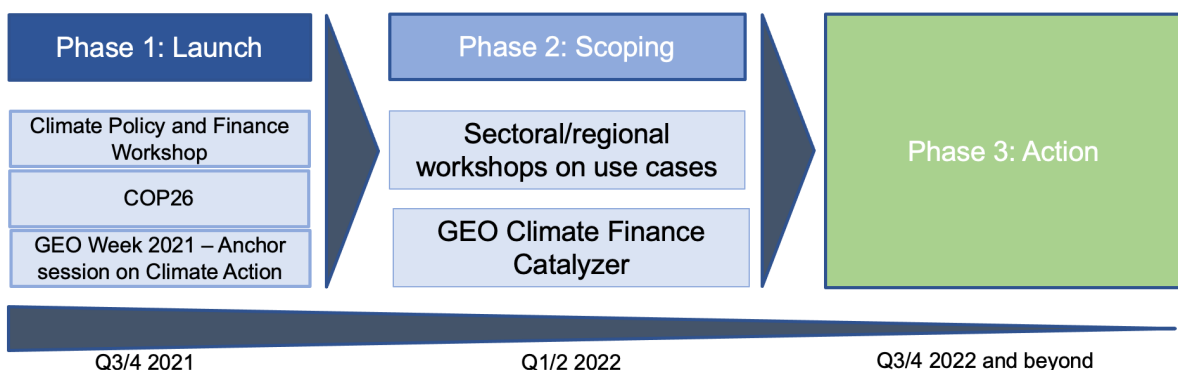 Phase 1: Launch
Climate Policy and Finance
Workshop
COP26
GEO Week 2021 – Anchor
session on Climate Action
Phase 2: Scoping
Sectoral/regional
workshops on use cases
GEO Climate Finance
Catalyzer
Phase 3: Action
Q3/4 2021
Q1/2 2022
Q3/4 2022 and beyond